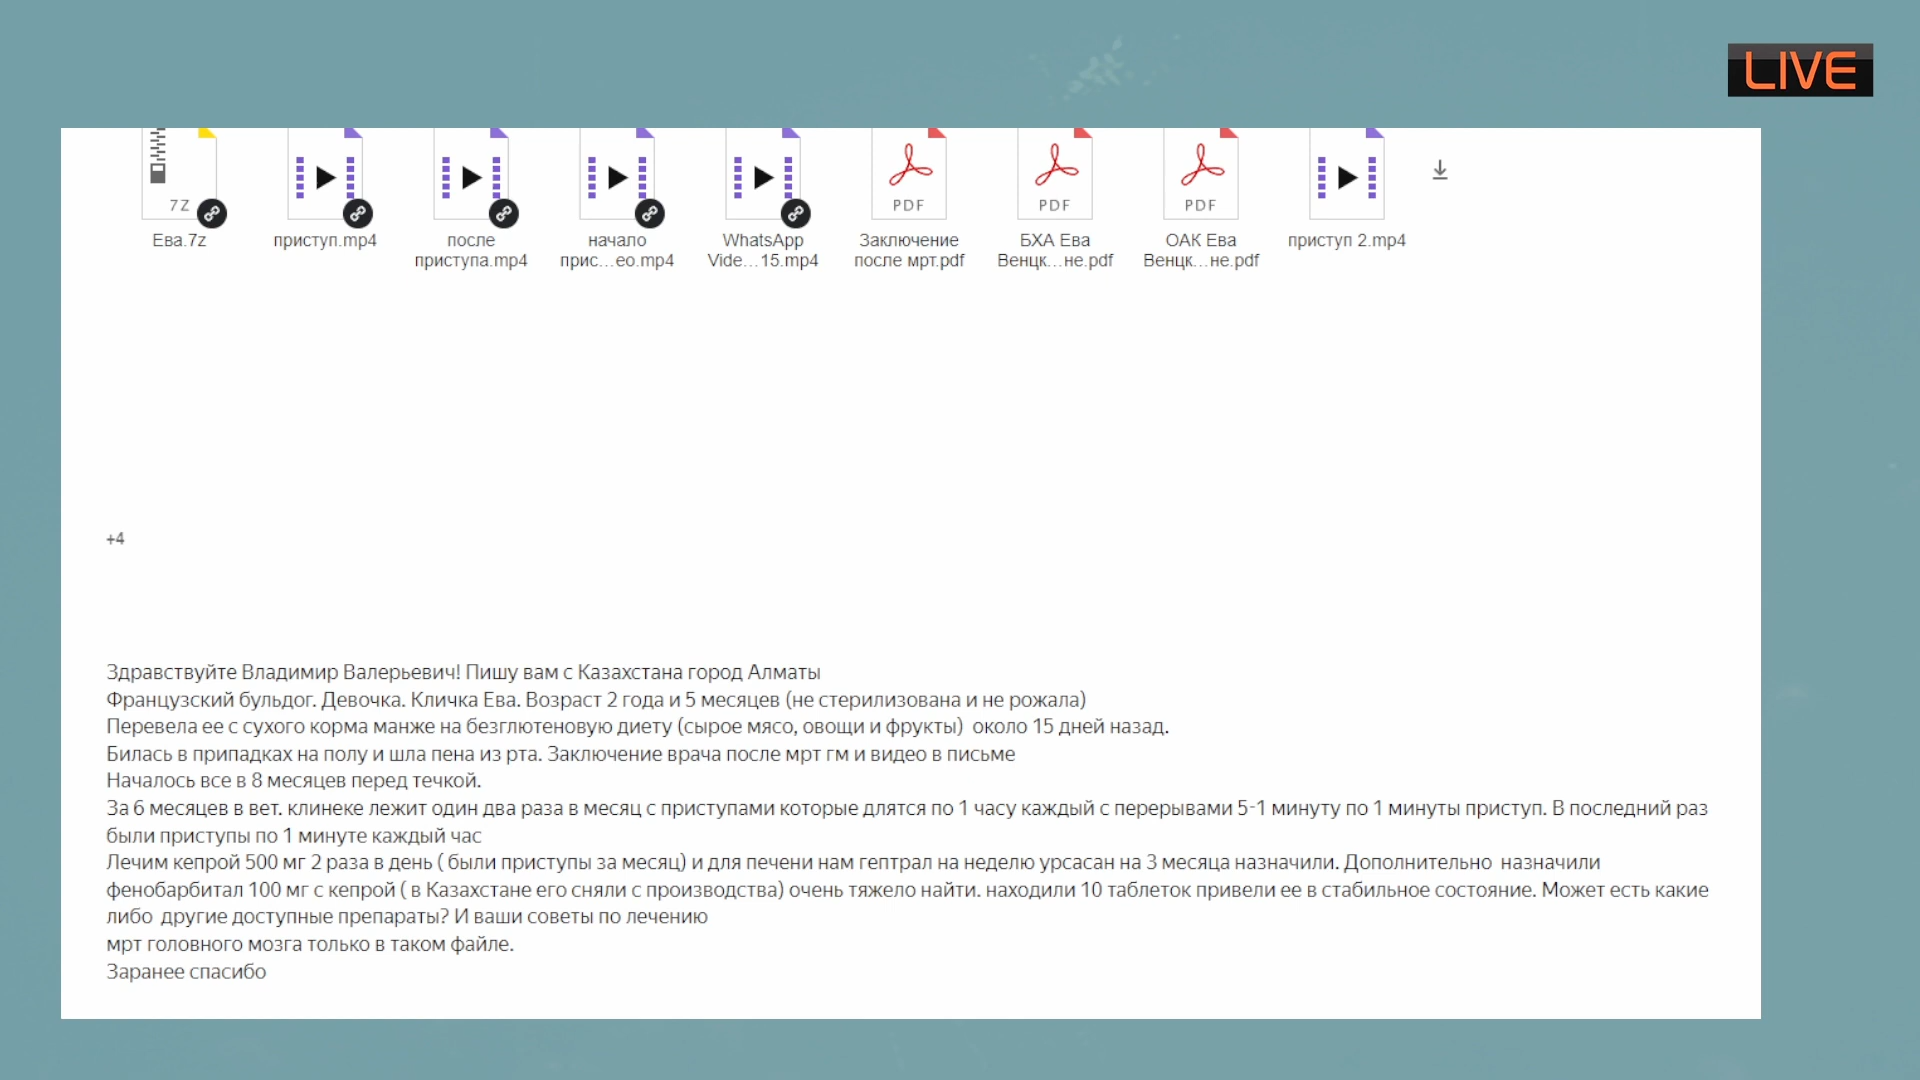 LIVE
7Z
PDF
PDF
PDF
Ева.7z
приступ.mp4
после
приступа.mp4
начало
прис...ео.mp4
WhatsApp
Vide...15.mp4
Заключение
после мрт.pdf
БХА Ева
Венцк...не.pdf
ОАК Ева
Венцк...не.pdf
приступ 2.mp4
+4
Здравствуйте Владимир Валерьевич! Пишу вам с Казахстана город Алматы
Французский бульдог. Девочка. Кличка Ева. Возраст 2 года и 5 месяцев (не стерилизована и не рожала)
Перевела ее с сухого корма манже на безглютеновую диету (сырое мясо, овощи и фрукты) около 15 дней назад.
Билась в припадках на полу и шла пена из рта. Заключение врача после мрт гм и видео в письме
Началось все в 8 месяцев перед течкой.
За 6 месяцев в вет. клинеке лежит один два раза в месяц с приступами которые длятся по 1 часу каждый с перерывами 5-1 минуту по 1 минуты приступ. В последний раз
были приступы по 1 минуте каждый час
Лечим кепрой 500 мг 2 раза в день ( были приступы за месяц) и для печени нам гептрал на неделю урсасан на 3 месяца назначили. Дополнительно назначили
фенобарбитал 100 мг с кепрой ( в Казахстане его сняли с производства) очень тяжело найти. находили 10 таблеток привели ее в стабильное состояние. Может есть какие
либо другие доступные препараты? И ваши советы по лечению
мрт головного мозга только в таком файле.
Заранее спасибо